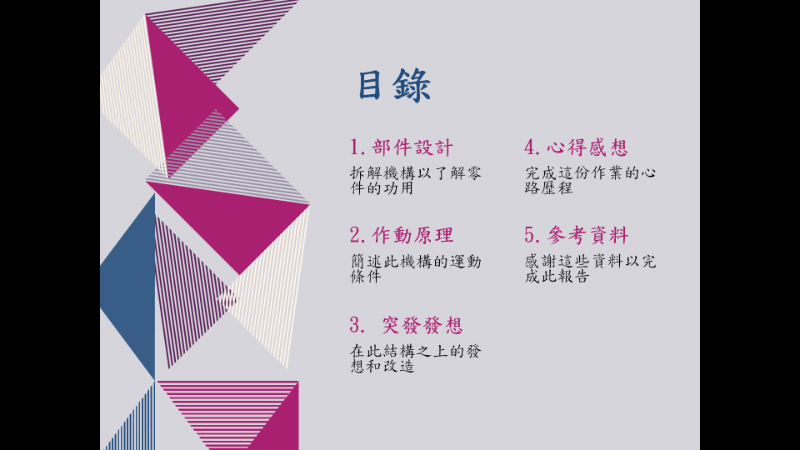 目錄
1.部件設計
拆解機構以了解零
件的功用
2.作動原理
簡述此機構的運動
條件
3. 突發發想
在此結構之上的發
想和改造
4.心得感想
完成這份作業的心
路歷程
5.參考資料
感謝這些資料以完
成此報告